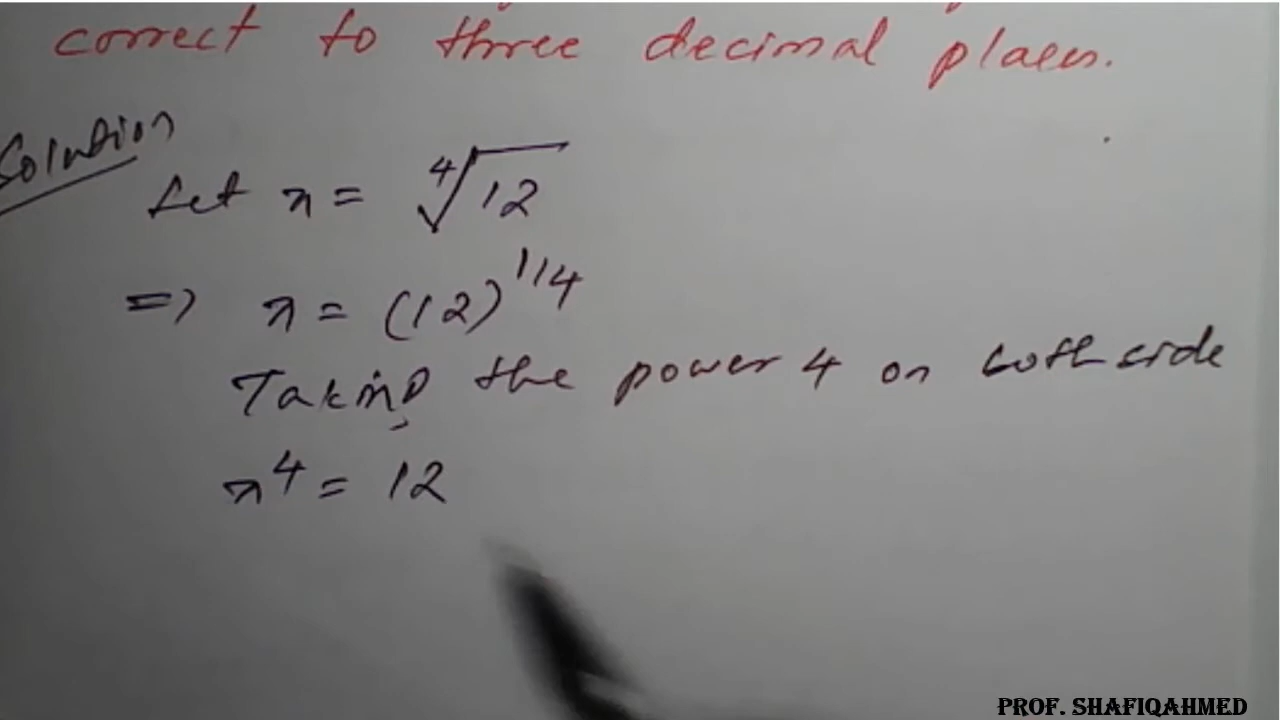 correct to three decimal places.
Solution
Let x = ∜12
=> x = (12)^1/4
Taking the power 4 on both side
x^4 = 12
PROF. SHAFIQAHMED